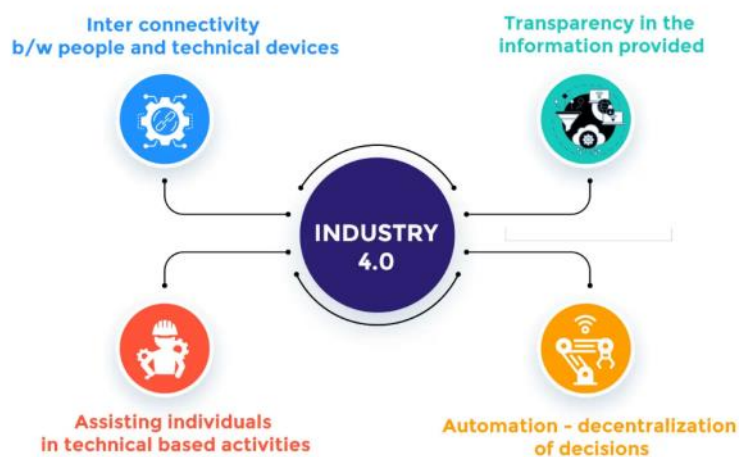 Inter connectivity
b/w people and technical devices
Transparency in the
information provided
INDUSTRY
4.0
Assisting individuals
in technical based activities
Automation - decentralization
of decisions